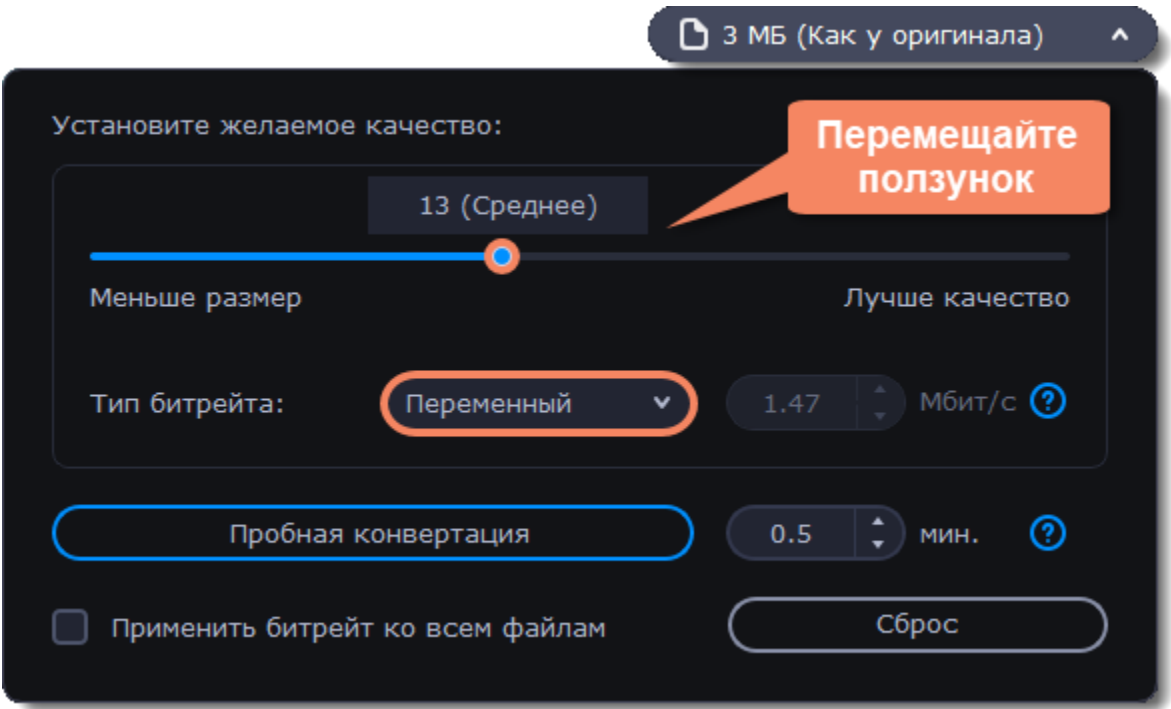 3 МБ (Как у оригинала)
Установите желаемое качество:
Перемещайте
ползунок
13 (Среднее)
Меньше размер
Лучше качество
Тип битрейта:
Переменный
1.47
Мбит/с
?
Пробная конвертация
0.5
мин.
?
Применить битрейт ко всем файлам
Сброс